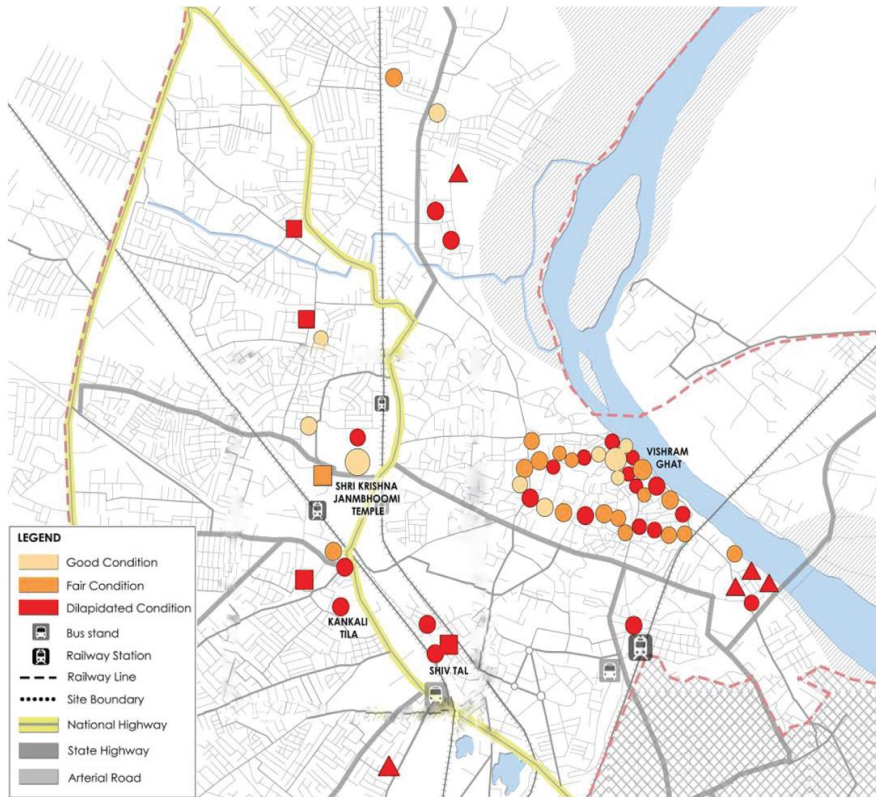 VISHRAM
GHAT
SHRI KRISHNA
JANMBHOOMI
TEMPLE
KANKALI
TILA
SHIV TAL
LEGEND
Good Condition
Fair Condition
Dilapidated Condition
Bus stand
Railway Station
Railway Line
Site Boundary
National Highway
State Highway
Arterial Road